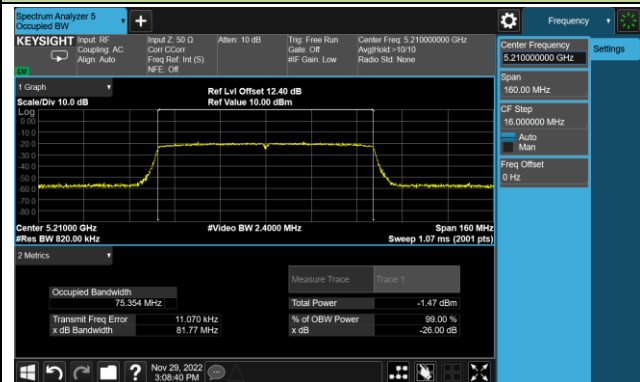 Spectrum Analyzer 5
Occupied BW
Frequency
KEYSIGHT
Input: RF
Coupling: AC
Align: Auto
Input Z: 50 Ω
Corr CCorr
Freq Ref: Int (S)
NFE: Off
Atten: 10 dB
Trig: Free Run
Gate: Off
#IF Gain: Low
Center Freq: 5.210000000 GHz
Avg|Hold:>10/10
Radio Std: None
Center Frequency
5.210000000 GHz
Settings
Span
160.00 MHz
CF Step
16.000000 MHz
Auto
Man
Freq Offset
0 Hz
1 Graph
Scale/Div 10.0 dB
Ref Lvl Offset 12.40 dB
Ref Value 10.00 dBm
Log
0.00
-10.0
-20.0
-30.0
-40.0
-50.0
-60.0
-70.0
-80.0
Center 5.21000 GHz
#Res BW 820.00 kHz
#Video BW 2.4000 MHz
Span 160 MHz
Sweep 1.07 ms (2001 pts)
2 Metrics
Measure Trace
Trace 1
Occupied Bandwidth
75.354 MHz
Total Power
-1.47 dBm
Transmit Freq Error
11.070 kHz
% of OBW Power
99.00 %
x dB Bandwidth
81.77 MHz
x dB
-26.00 dB
Nov 29, 2022
3:08:40 PM